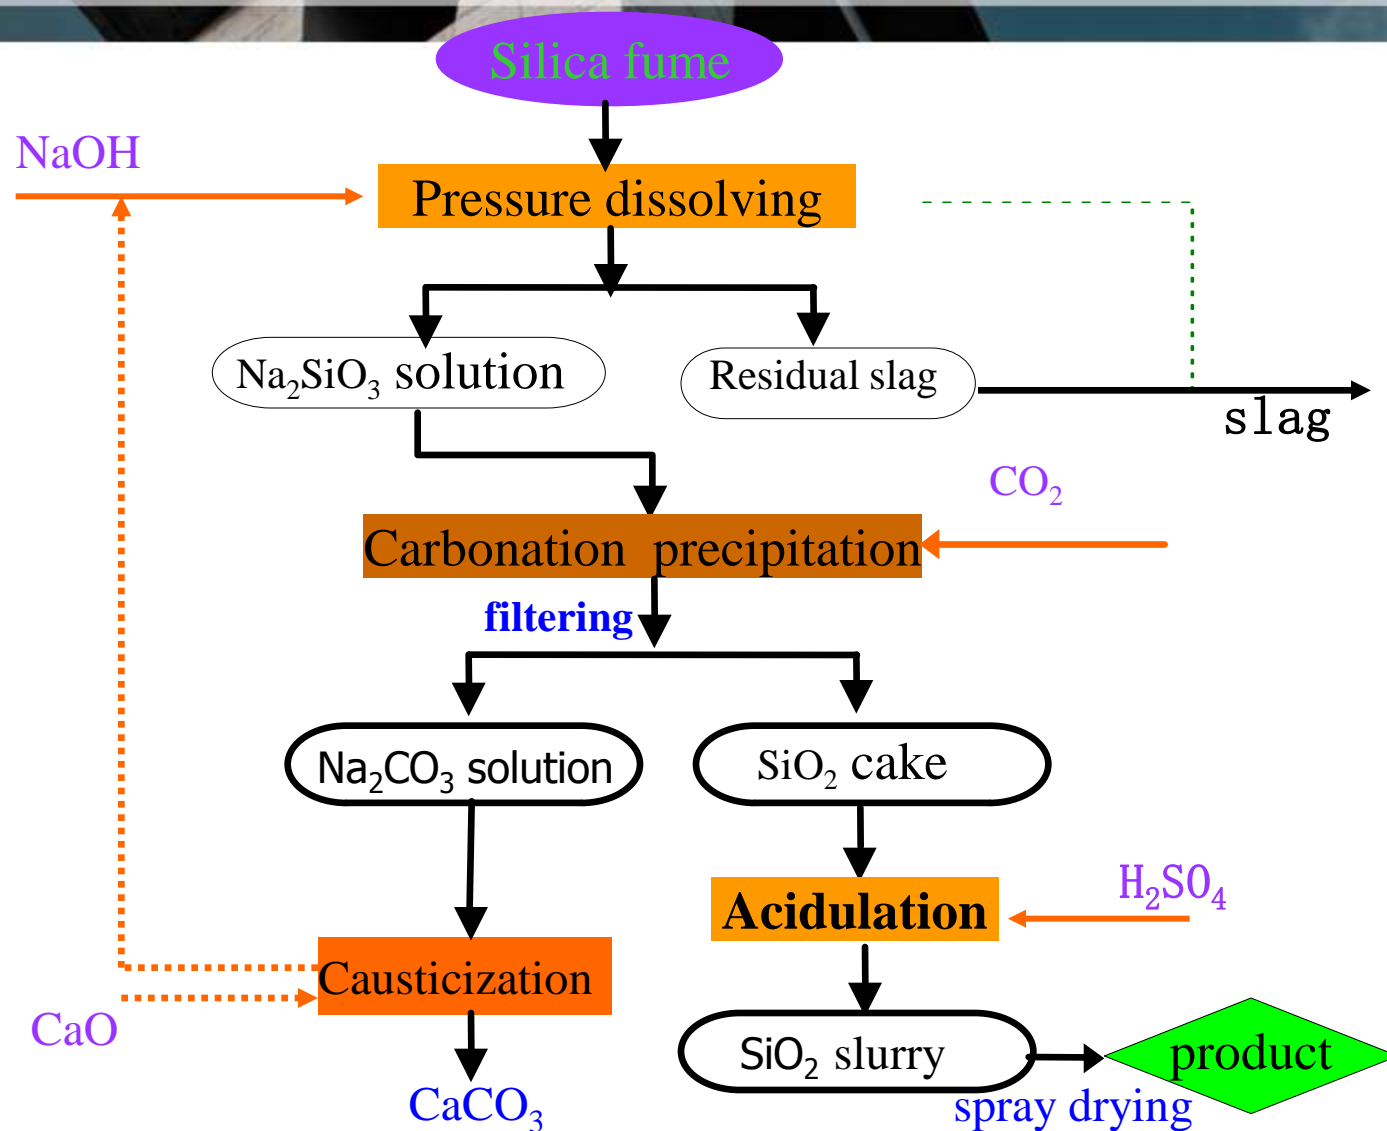 Silica fume
NaOH
Pressure dissolving
Na₂SiO₃ solution
Residual slag
slag
CO₂
Carbonation precipitation
filtering
Na₂CO₃ solution
SiO₂ cake
H₂SO₄
Acidulation
Causticization
CaO
SiO₂ slurry
product
CaCO₃
spray drying